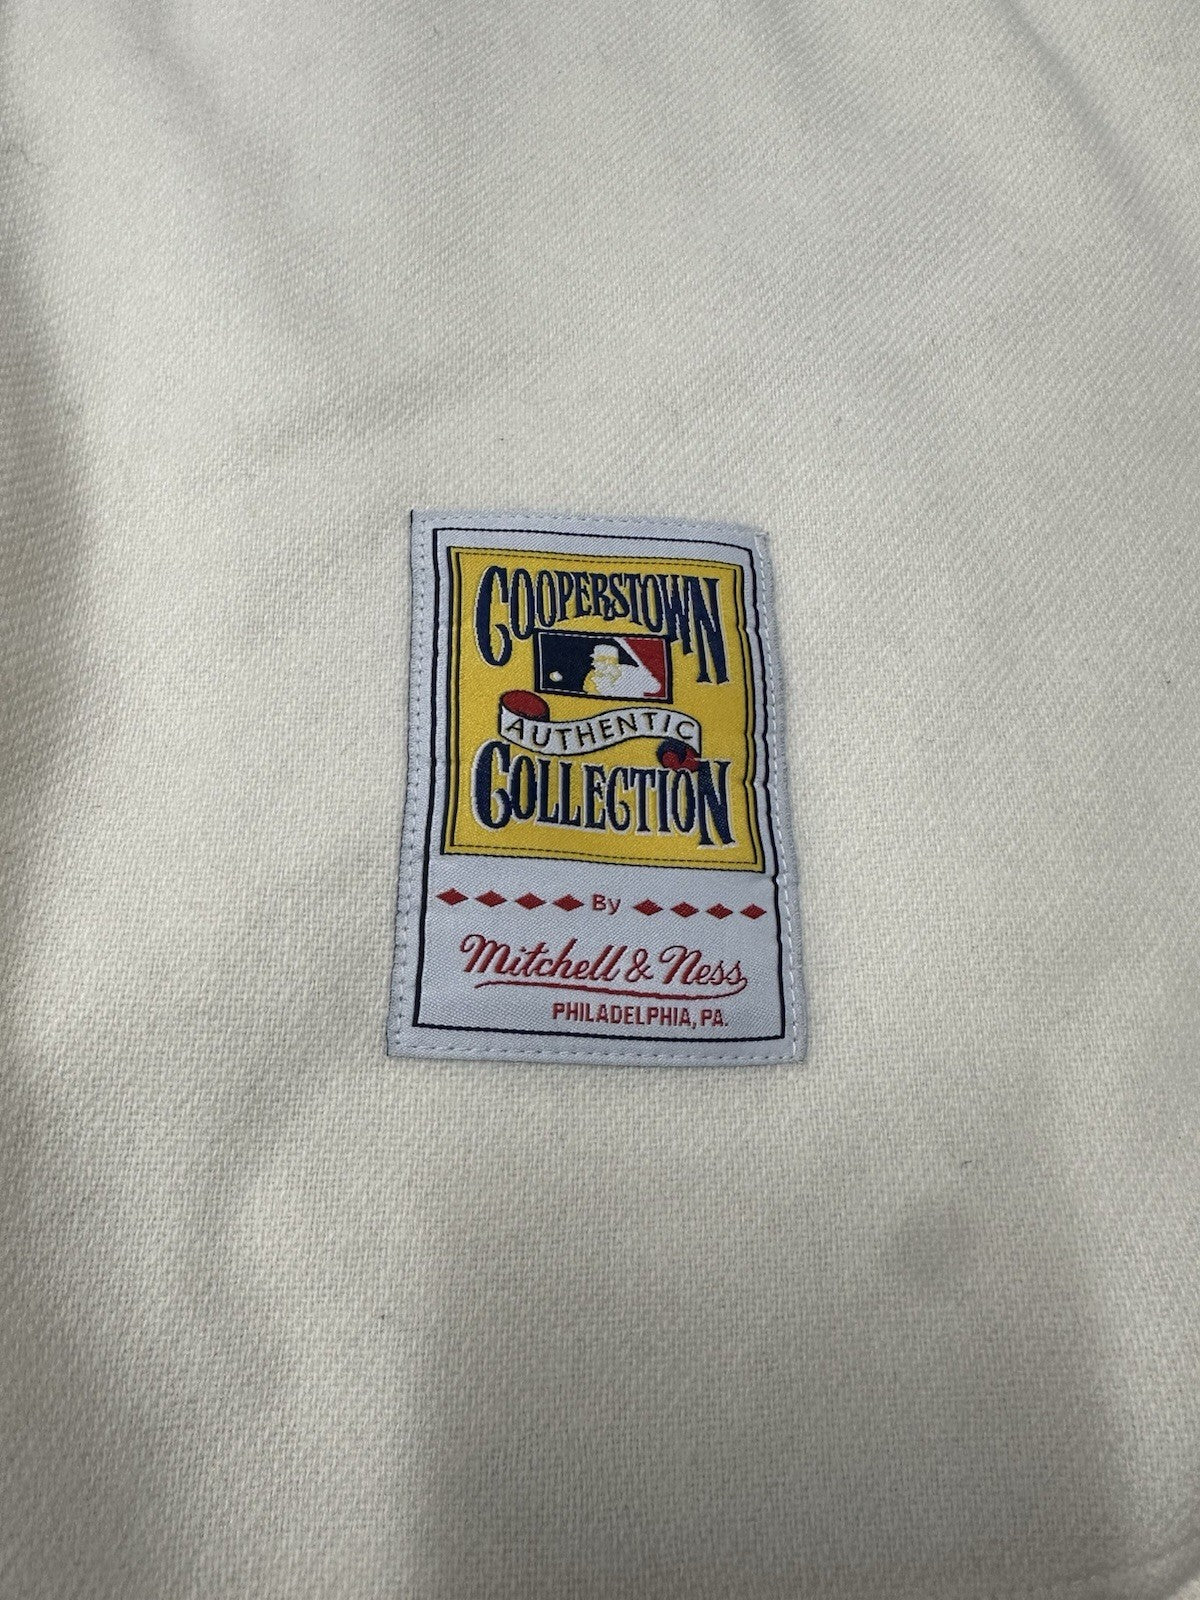 COOPERSTOWN
AUTHENTIC
COLLECTION
By
Mitchell & Ness
PHILADELPHIA, PA.